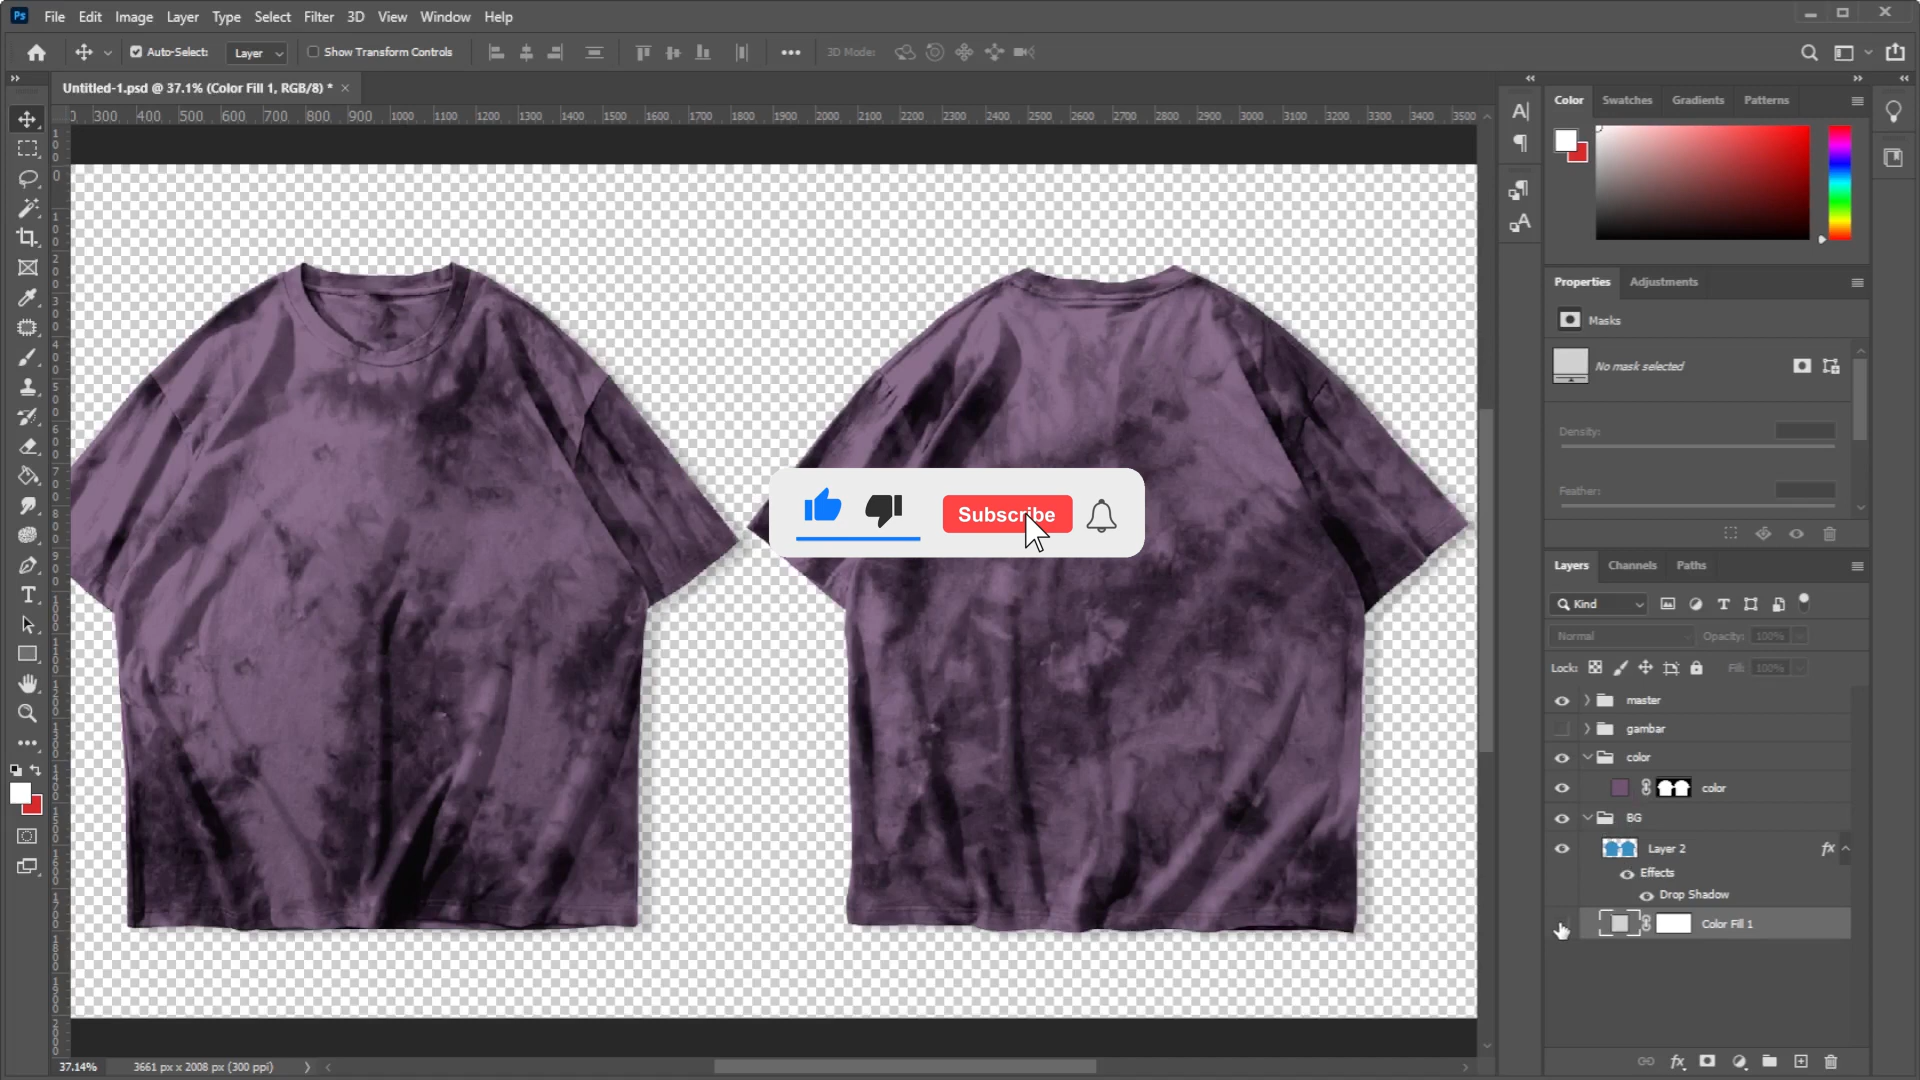 Ps File Edit Image Layer Type Select Filter 3D View Window Help
Auto-Select: Layer Show Transform Controls 3D Mode:
Untitled-1.psd @ 37.1% (Color Fill 1, RGB/8) *
300 400 500 600 700 800 900 1000 1100 1200 1300 1400 1500 1600 1700 1800 1900 2000 2100 2200 2300 2400 2500 2600 2700 2800 2900 3000 3100 3200 3300 3400 3500
Color Swatches Gradients Patterns
Properties Adjustments
Masks
No mask selected
Density:
Feather:
Subscribe
Layers Channels Paths
Kind
Normal Opacity: 100%
Lock: Fill: 100%
master
gambar
color
color
BG
Layer 2 fx
Effects
Drop Shadow
Color Fill 1
37.14% 3661 px x 2008 px (300 ppi)
fx